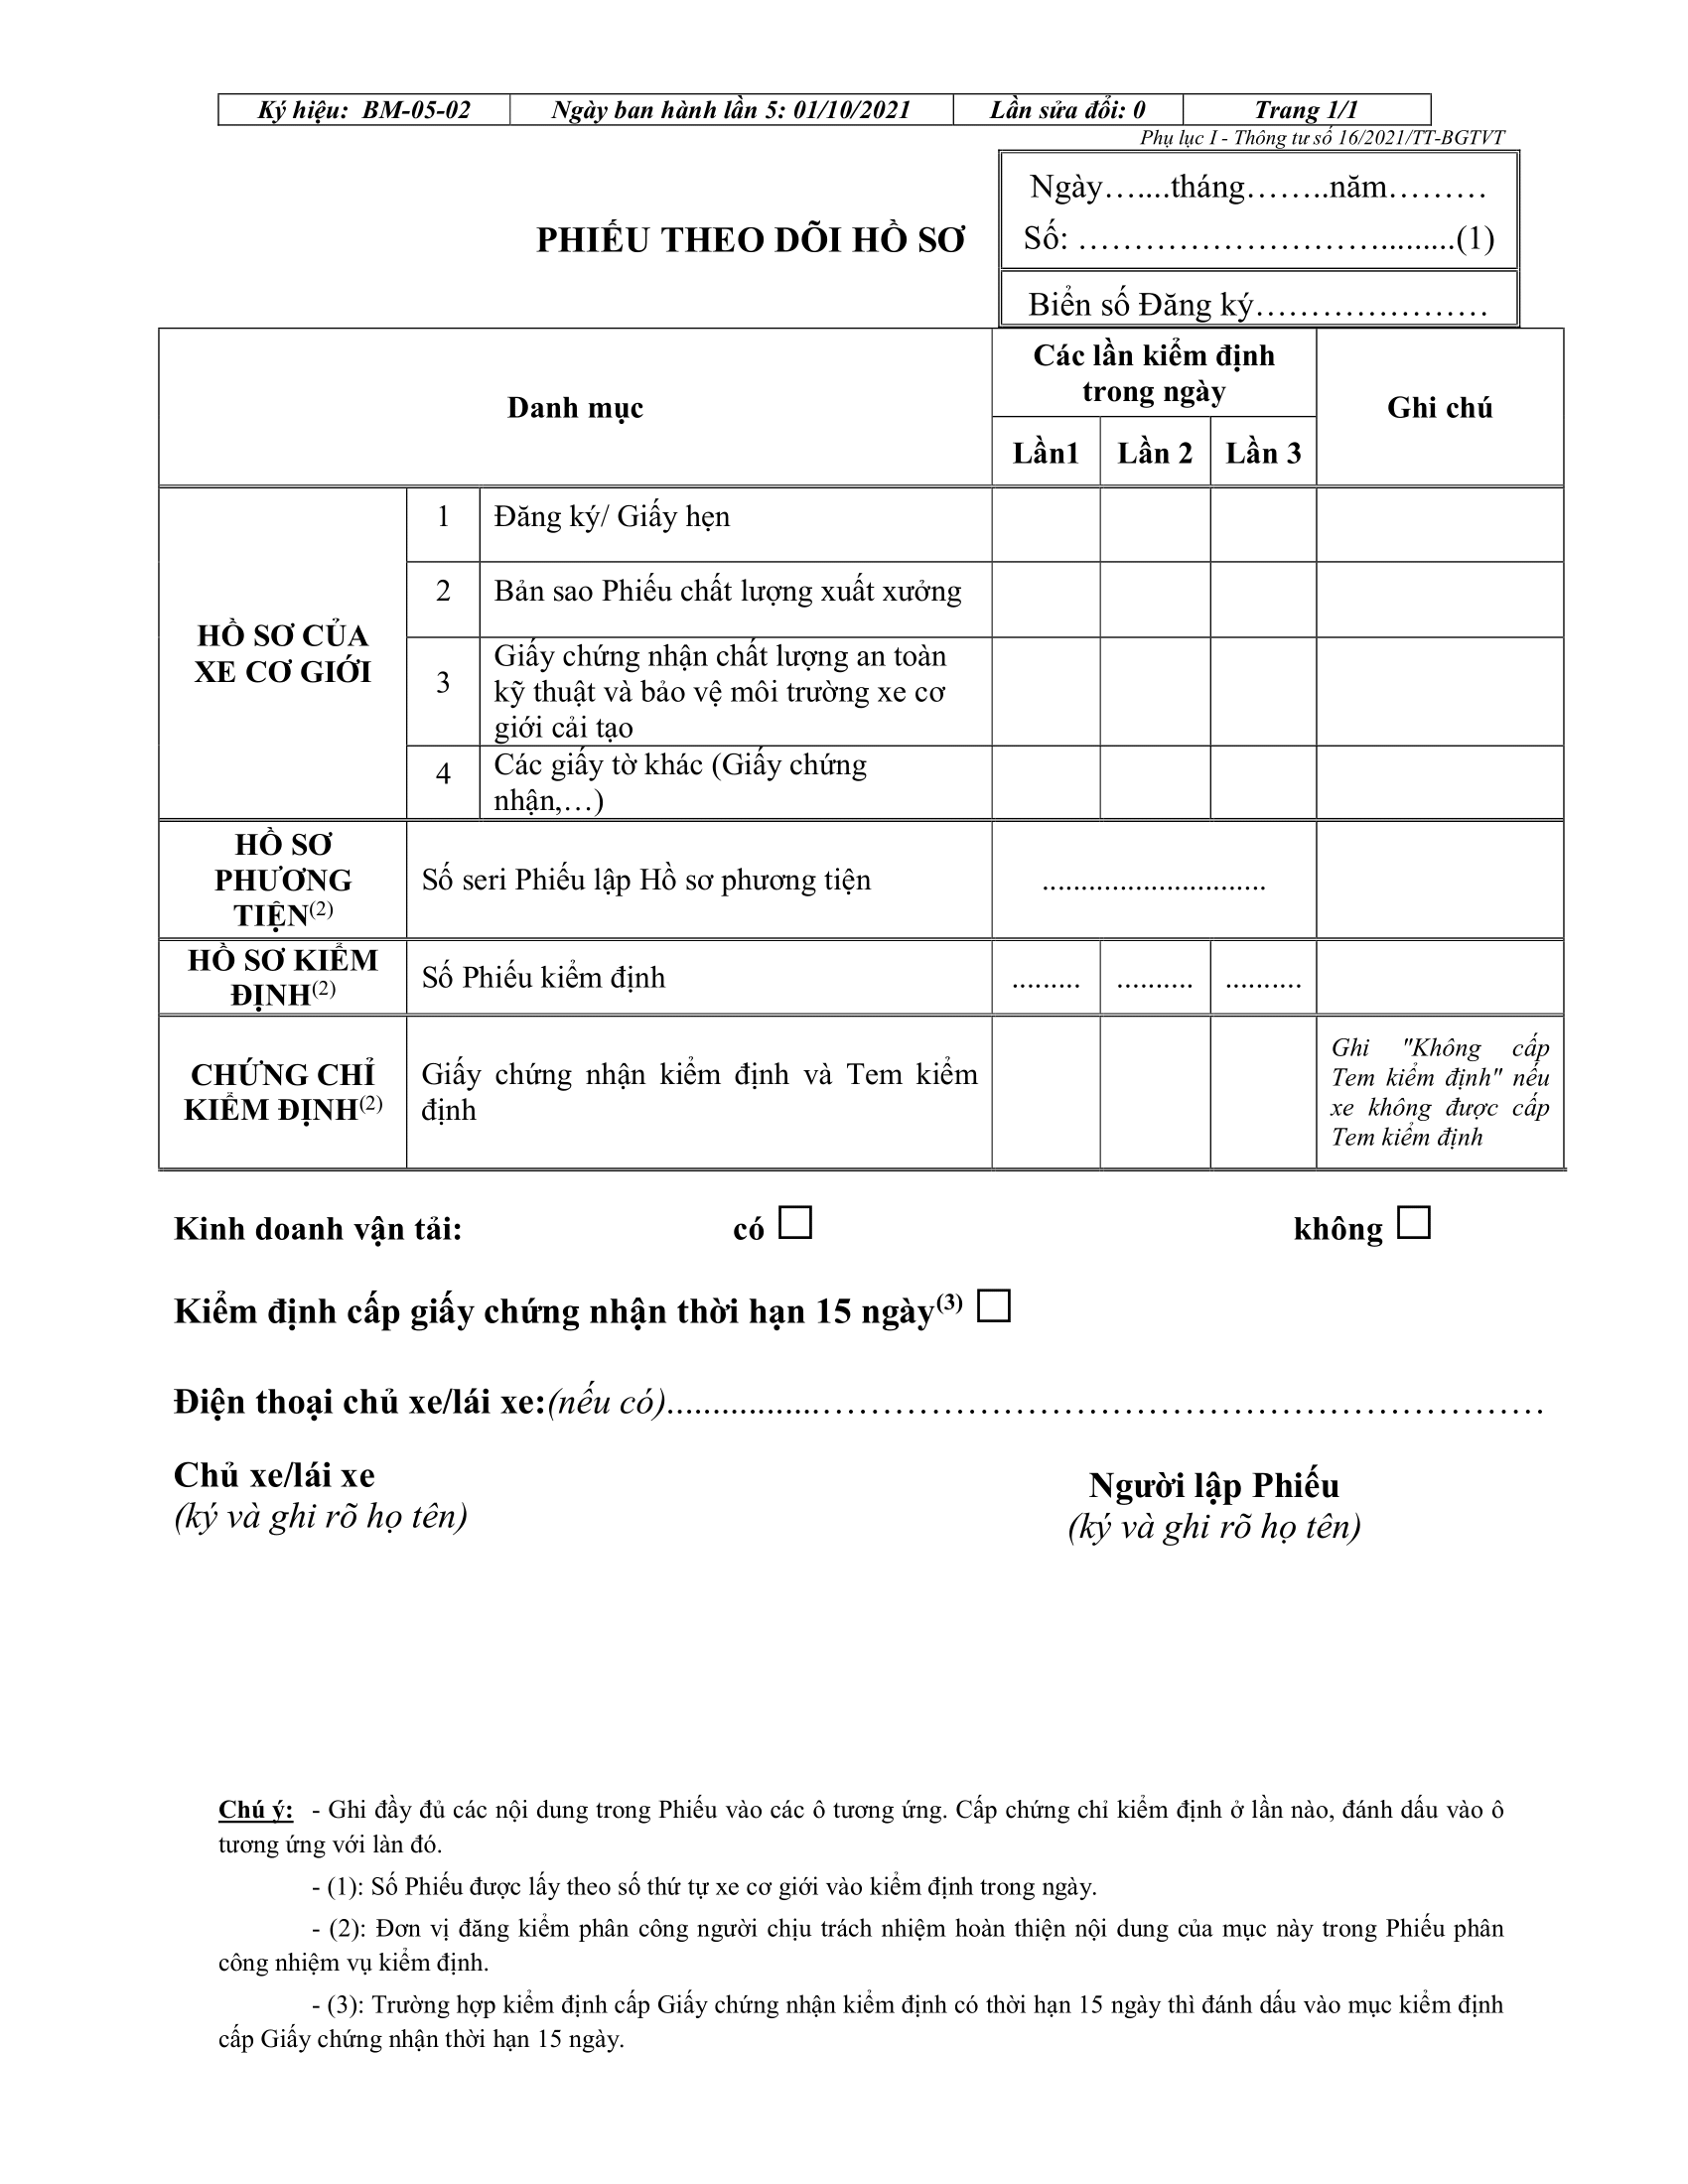 Ký hiệu: BM-05-02 Ngày ban hành lần 5: 01/10/2021 Lần sửa đổi: 0 Trang 1/1
Phụ lục I - Thông tư số 16/2021/TT-BGTVT
Ngày…....tháng……..năm………
PHIẾU THEO DÕI HỒ SƠ
Số: ……………………….........(1)
Biển số Đăng ký…………………
Danh mục
Các lần kiểm định
trong ngày
Ghi chú
Lần1 Lần 2 Lần 3
HỒ SƠ CỦA
XE CƠ GIỚI
1 Đăng ký/ Giấy hẹn
2 Bản sao Phiếu chất lượng xuất xưởng
3 Giấy chứng nhận chất lượng an toàn
kỹ thuật và bảo vệ môi trường xe cơ
giới cải tạo
4 Các giấy tờ khác (Giấy chứng
nhận,…)
HỒ SƠ
PHƯƠNG
TIỆN(2)
Số seri Phiếu lập Hồ sơ phương tiện .............................
HỒ SƠ KIỂM
ĐỊNH(2)
Số Phiếu kiểm định ......... .......... ..........
CHỨNG CHỈ
KIỂM ĐỊNH(2)
Giấy chứng nhận kiểm định và Tem kiểm
định
Ghi "Không cấp
Tem kiểm định" nếu
xe không được cấp
Tem kiểm định
Kinh doanh vận tải: có ☐ không ☐
Kiểm định cấp giấy chứng nhận thời hạn 15 ngày(3) ☐
Điện thoại chủ xe/lái xe:(nếu có).................……………………………………………………………
Chủ xe/lái xe
(ký và ghi rõ họ tên)
Người lập Phiếu
(ký và ghi rõ họ tên)
Chú ý: - Ghi đầy đủ các nội dung trong Phiếu vào các ô tương ứng. Cấp chứng chỉ kiểm định ở lần nào, đánh dấu vào ô
tương ứng với làn đó.
- (1): Số Phiếu được lấy theo số thứ tự xe cơ giới vào kiểm định trong ngày.
- (2): Đơn vị đăng kiểm phân công người chịu trách nhiệm hoàn thiện nội dung của mục này trong Phiếu phân
công nhiệm vụ kiểm định.
- (3): Trường hợp kiểm định cấp Giấy chứng nhận kiểm định có thời hạn 15 ngày thì đánh dấu vào mục kiểm định
cấp Giấy chứng nhận thời hạn 15 ngày.